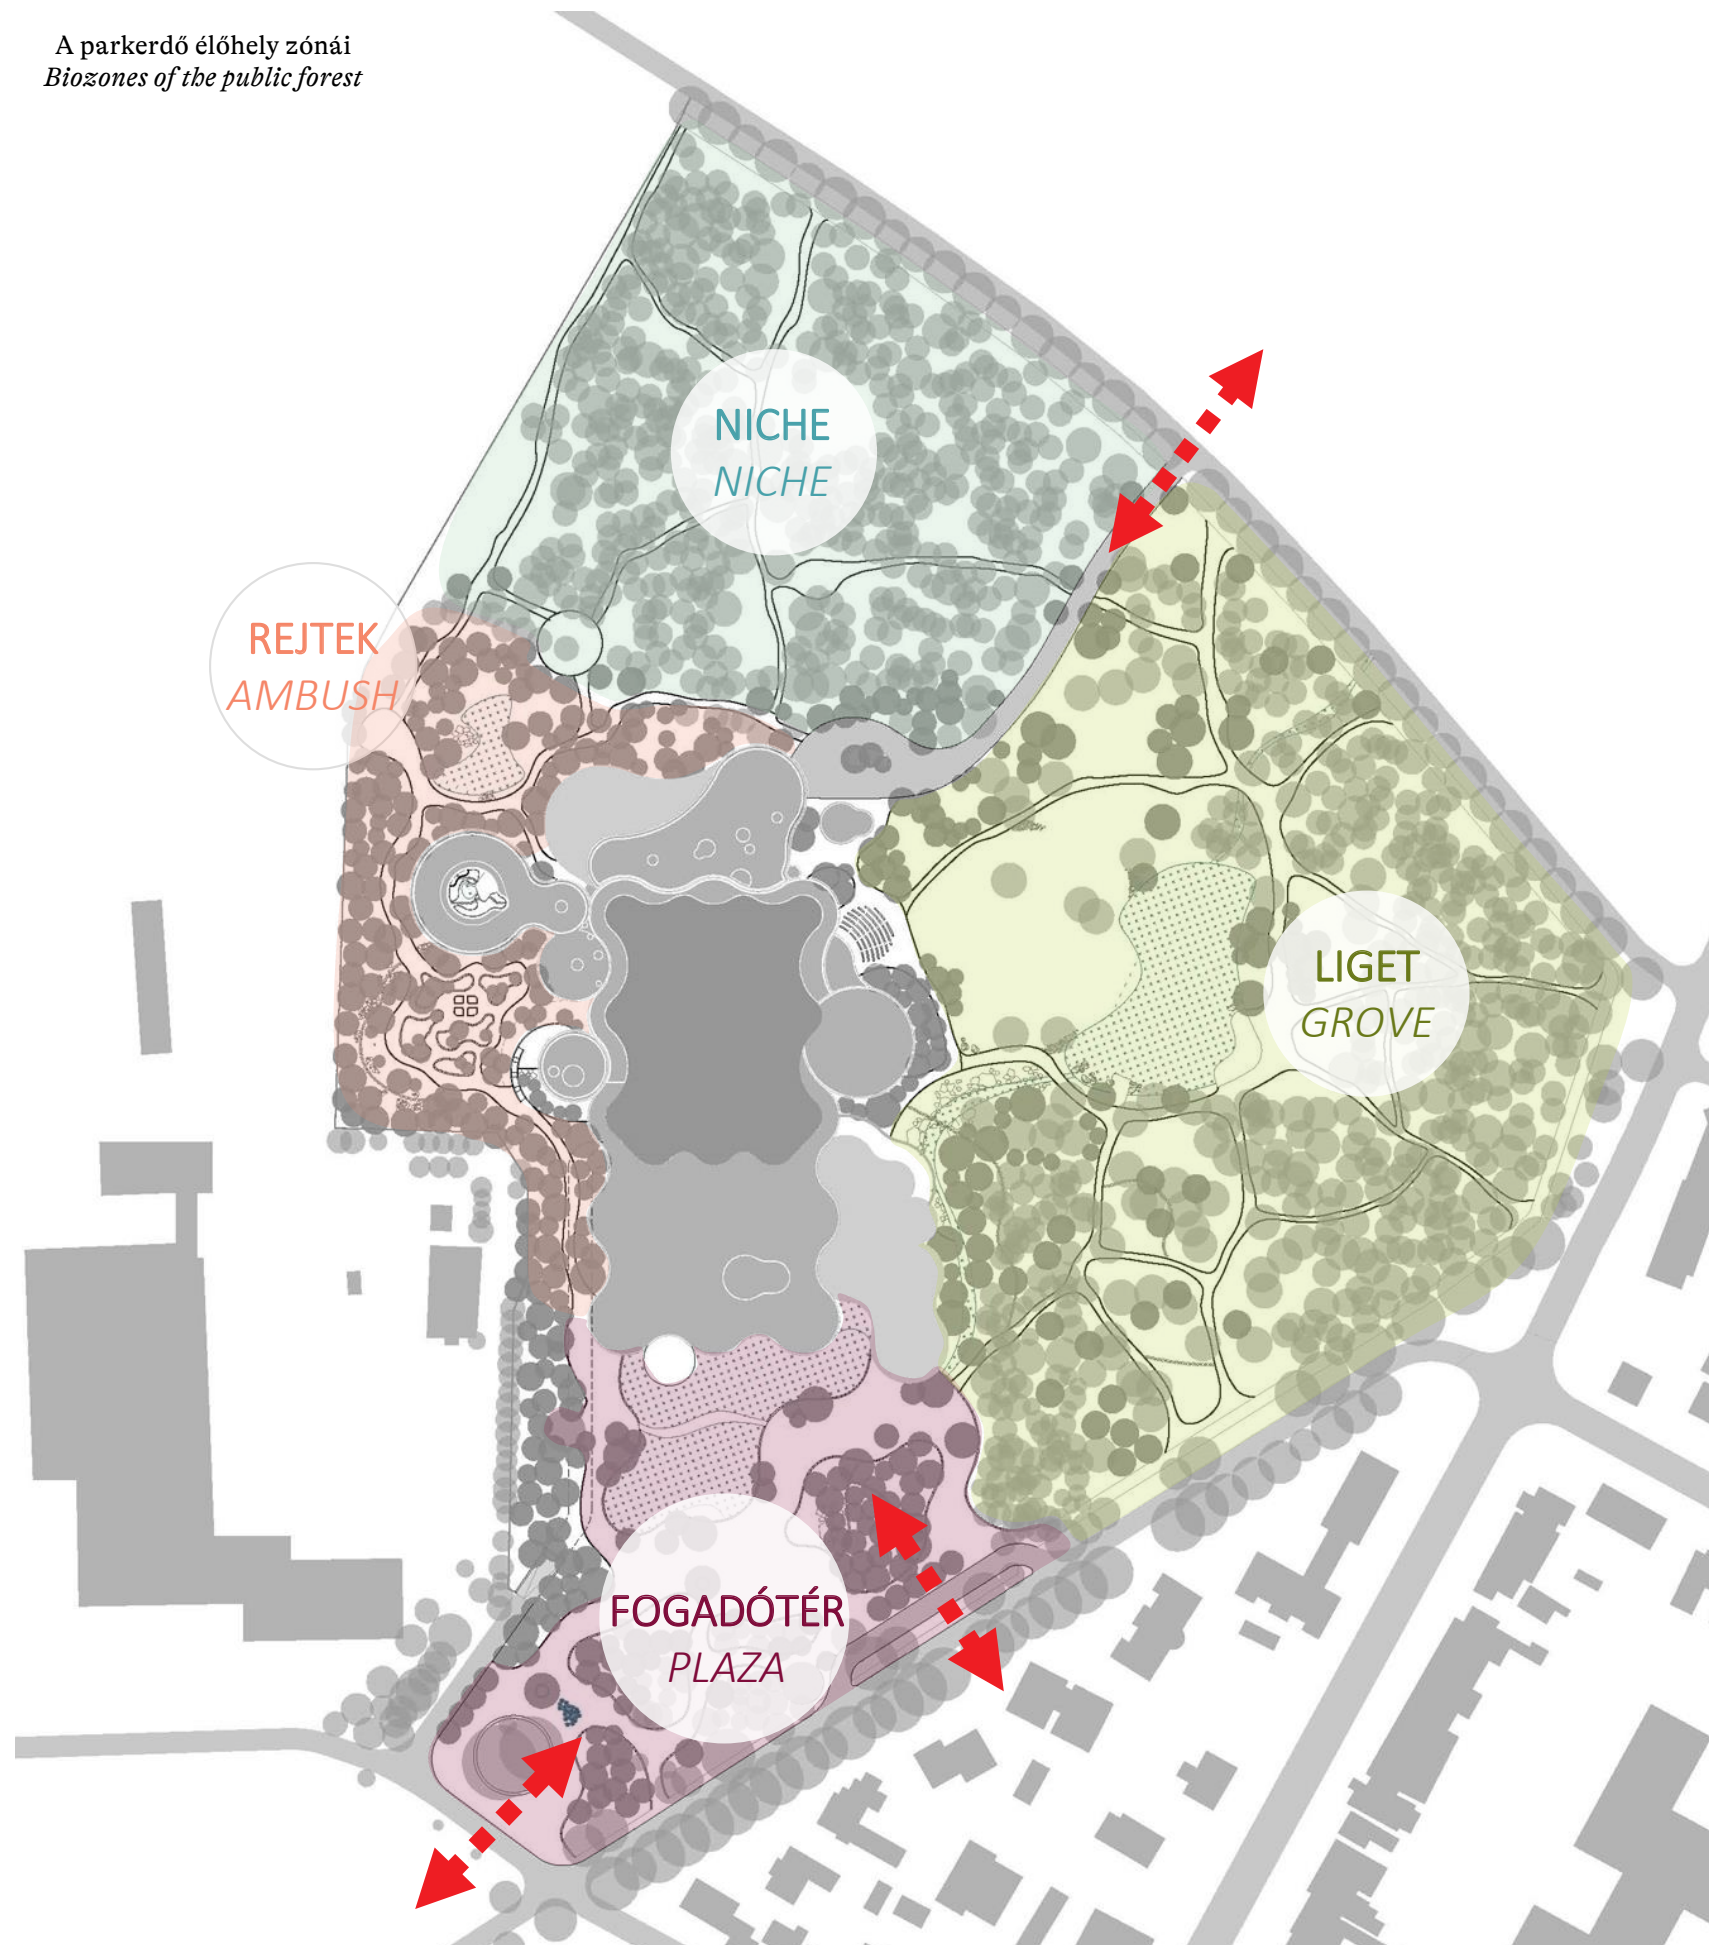 A parkerdő élőhely zónái
Biozones of the public forest
NICHE
NICHE
REJTEK
AMBUSH
LIGET
GROVE
FOGADÓTÉR
PLAZA